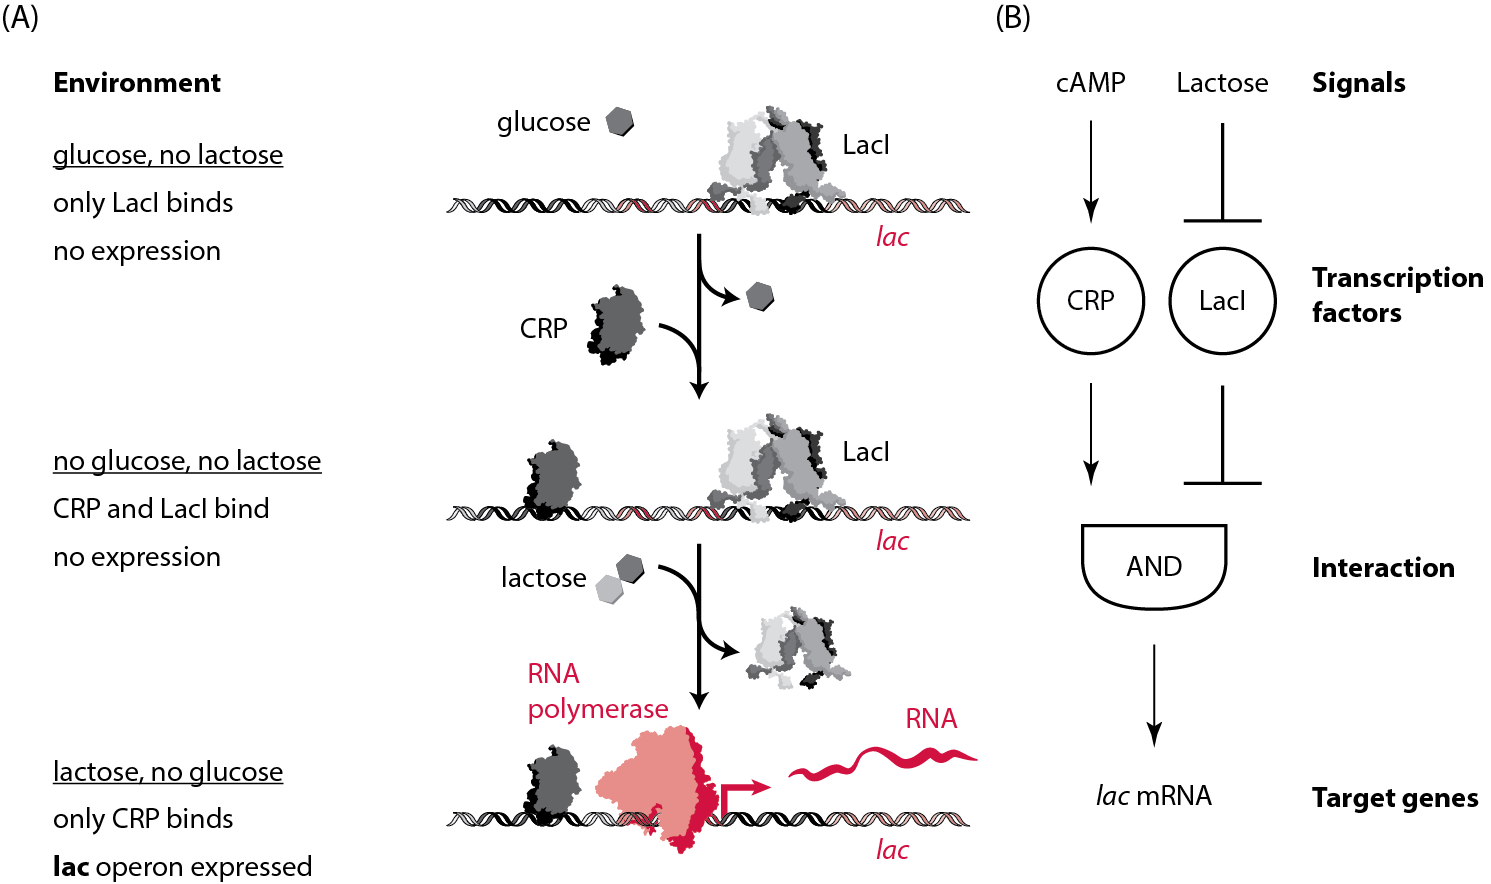 (A)
Environment
glucose, no lactose
only LacI binds
no expression
glucose
LacI
lac
CRP
no glucose, no lactose
CRP and LacI bind
no expression
LacI
lac
lactose
RNA
polymerase
RNA
lactose, no glucose
only CRP binds
lac operon expressed
lac
(B)
cAMP
Lactose
Signals
CRP
LacI
Transcription
factors
AND
Interaction
lac mRNA
Target genes